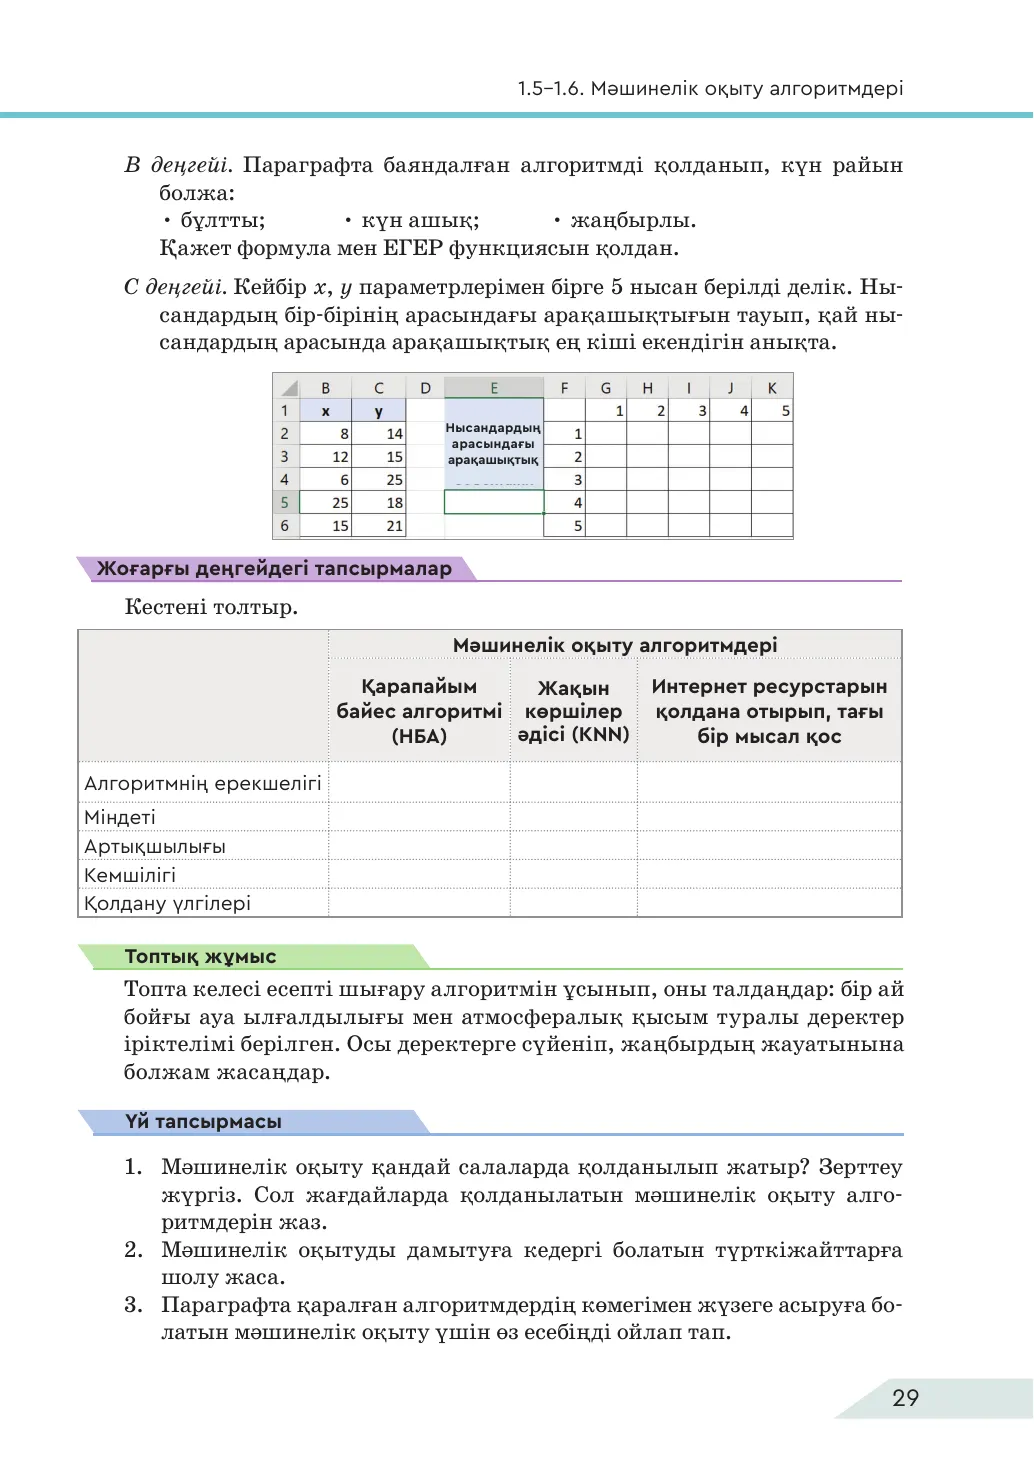 1.5–1.6. Мәшинелік оқыту алгоритмдері
В деңгейі. Параграфта баяндалған алгоритмді қолданып, күн райын
болжа:
• бұлтты; • күн ашық; • жаңбырлы.
Қажет формула мен ЕГЕР функциясын қолдан.
С деңгейі. Кейбір x, y параметрлерімен бірге 5 нысан берілді делік. Ны-
сандардың бір-бірінің арасындағы арақашықтығын тауып, қай ны-
сандардың арасында арақашықтық ең кіші екендігін анықта.
B C D E F G H I J K
1 x y 1 2 3 4 5
Нысандардың
арасындағы
арақашықтық
2 8 14 1
3 12 15 2
4 6 25 3
5 25 18 4
6 15 21 5
Жоғарғы деңгейдегі тапсырмалар
Кестені толтыр.
Мәшинелік оқыту алгоритмдері
Қарапайым
байес алгоритмі
(НБА)
Жақын
көршілер
әдісі (KNN)
Интернет ресурстарын
қолдана отырып, тағы
бір мысал қос
Алгоритмнің ерекшелігі
Міндеті
Артықшылығы
Кемшілігі
Қолдану үлгілері
Топтық жұмыс
Топта келесі есепті шығару алгоритмін ұсынып, оны талдаңдар: бір ай
бойғы ауа ылғалдылығы мен атмосфералық қысым туралы деректер
іріктелімі берілген. Осы деректерге сүйеніп, жаңбырдың жауатынына
болжам жасаңдар.
Үй тапсырмасы
1. Мәшинелік оқыту қандай салаларда қолданылып жатыр? Зерттеу
жүргіз. Сол жағдайларда қолданылатын мәшинелік оқыту алго-
ритмдерін жаз.
2. Мәшинелік оқытуды дамытуға кедергі болатын түрткіжайттарға
шолу жаса.
3. Параграфта қаралған алгоритмдердің көмегімен жүзеге асыруға бо-
латын мәшинелік оқыту үшін өз есебіңді ойлап тап.
29